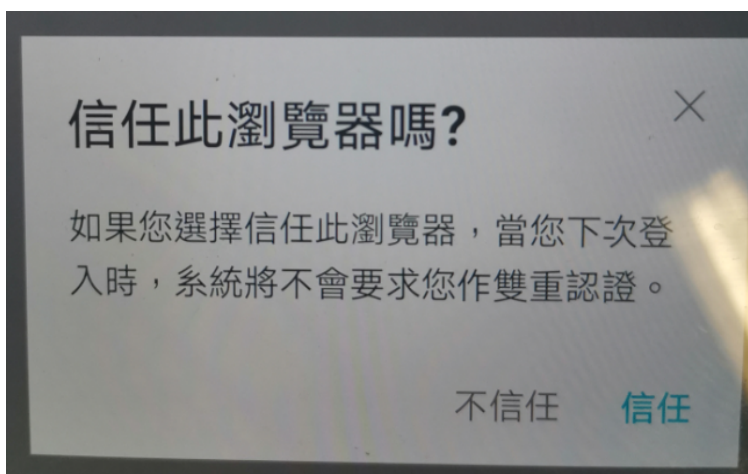 信任此瀏覽器嗎?
如果您選擇信任此瀏覽器，當您下次登
入時，系統將不會要求您作雙重認證。
不信任 信任